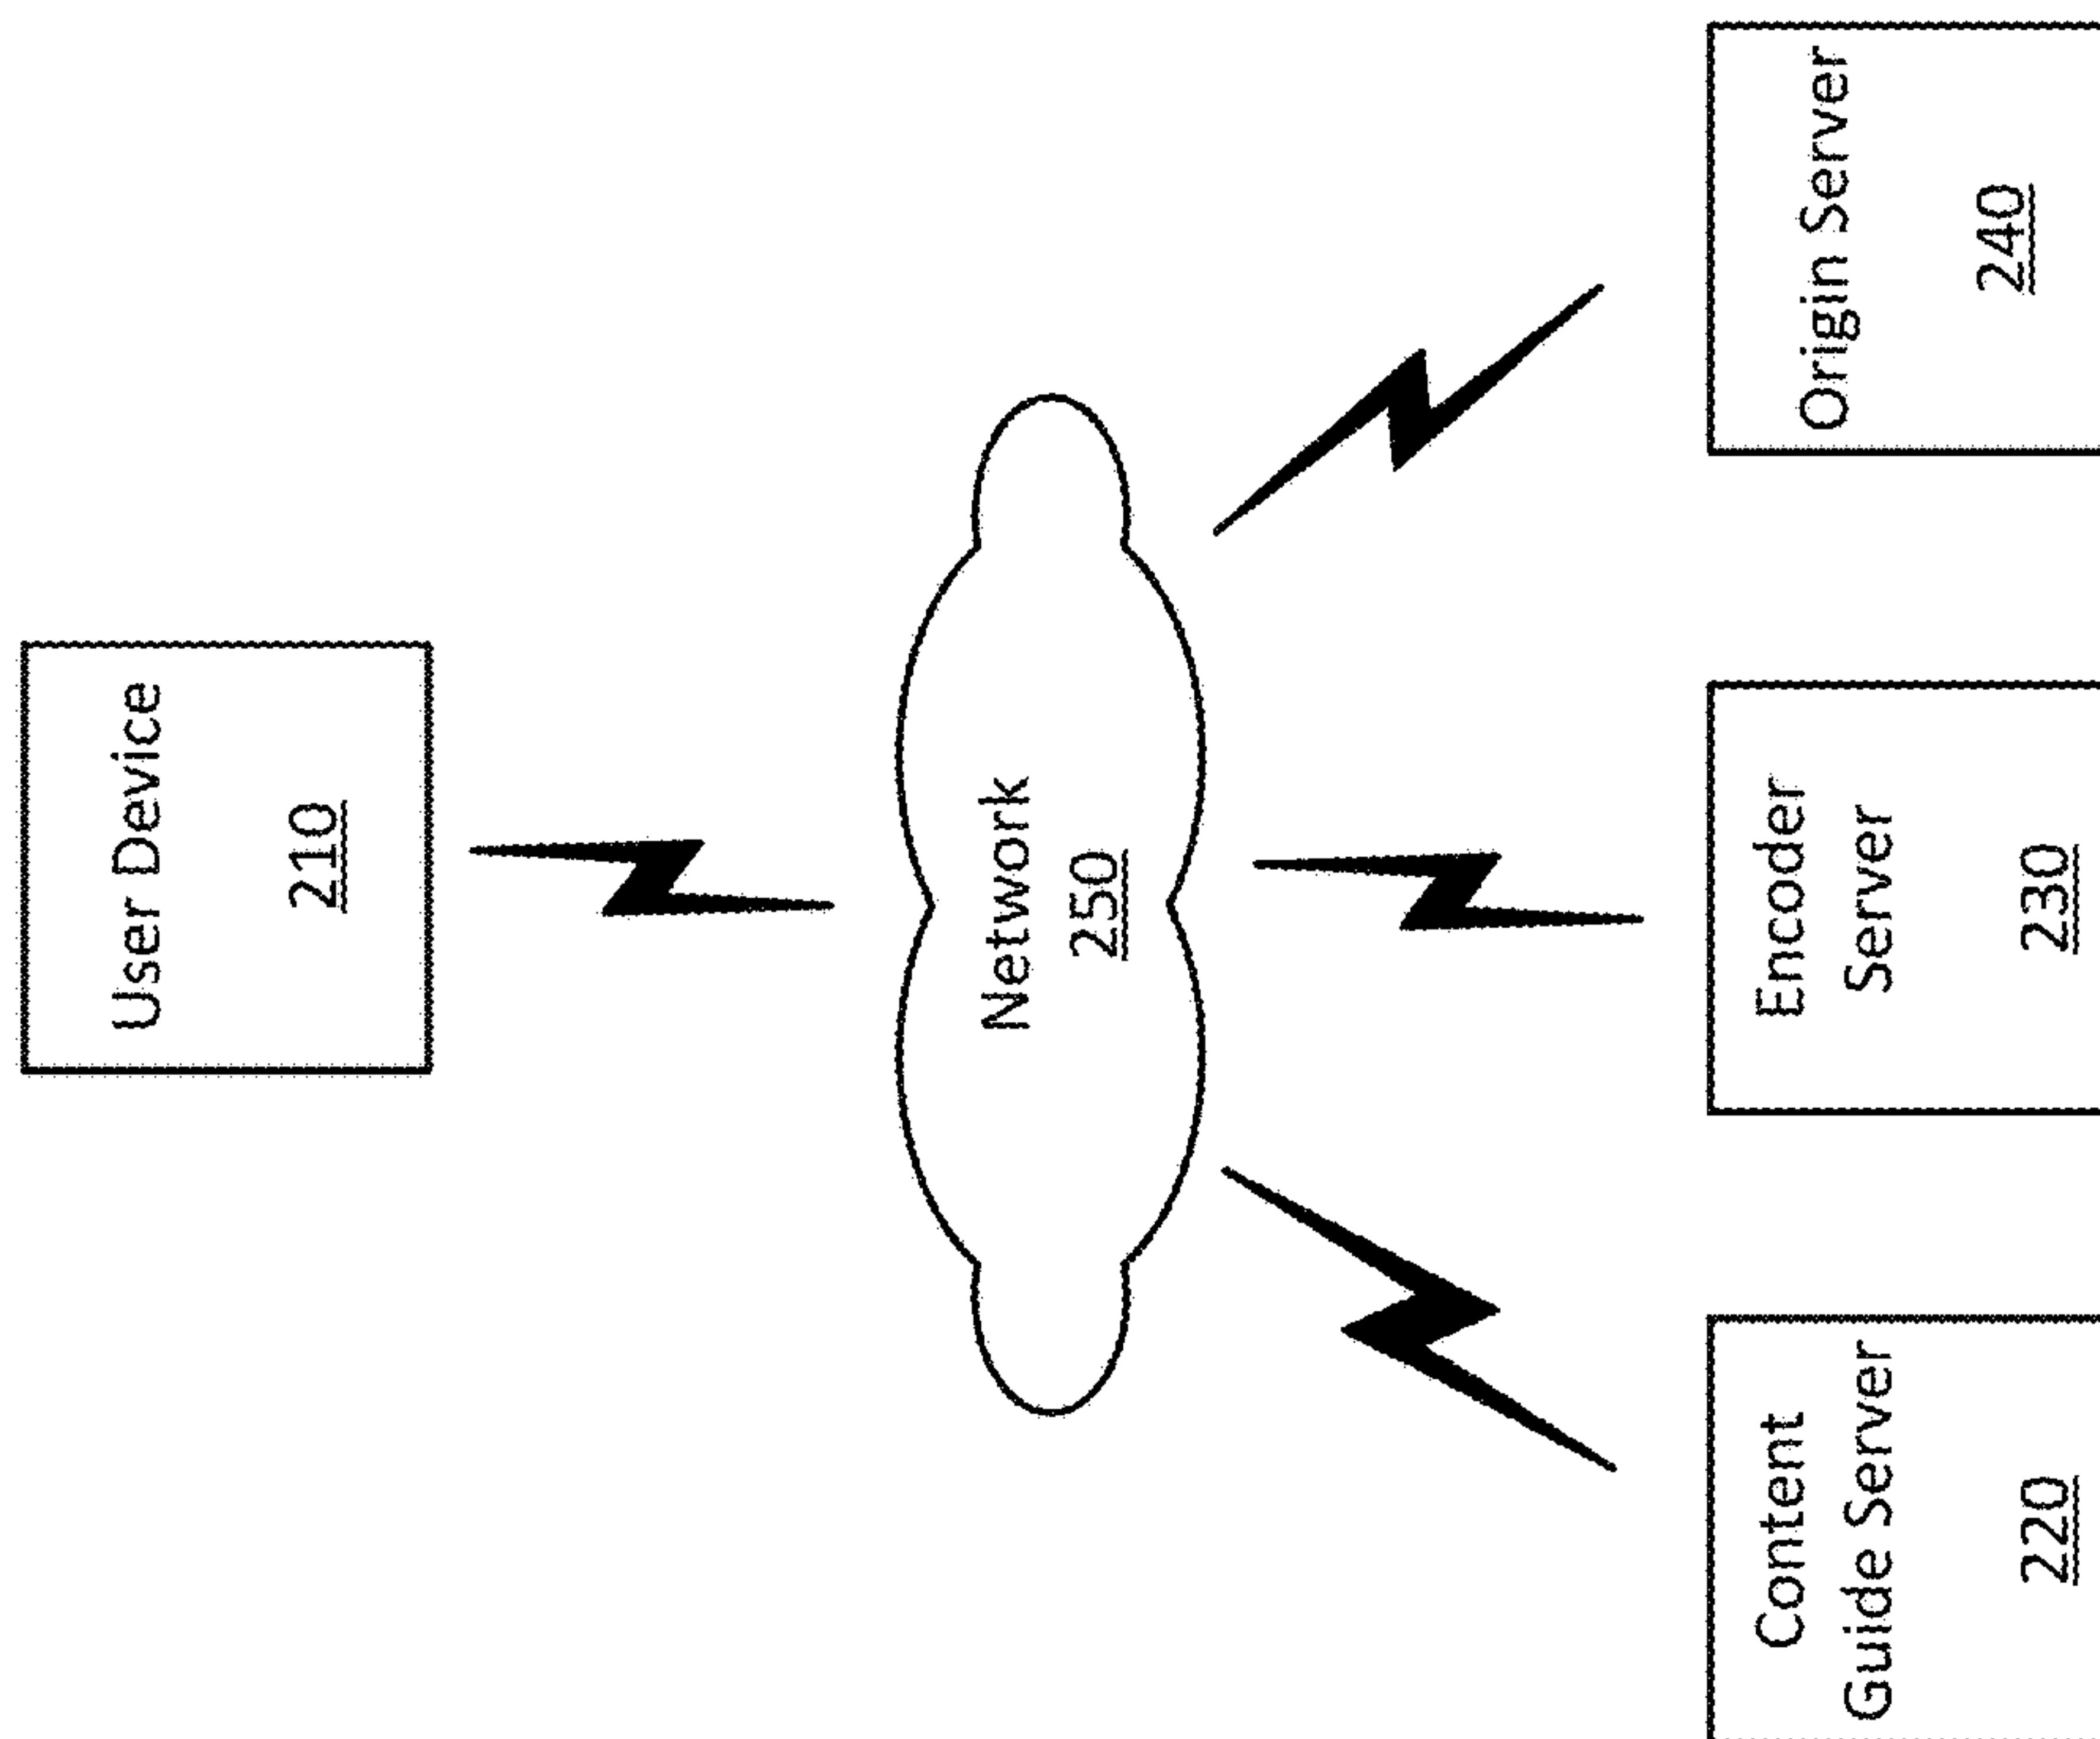 User Device
210
Network
250
Content
Guide Server
220
Encoder
Server
230
Origin Server
240